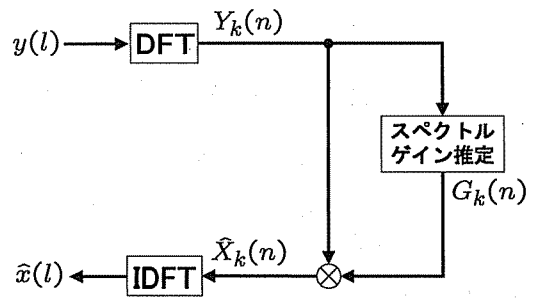 y(l)
DFT
Y_k(n)
スペクトル
ゲイン推定
G_k(n)
x̂(l)
IDFT
X̂_k(n)